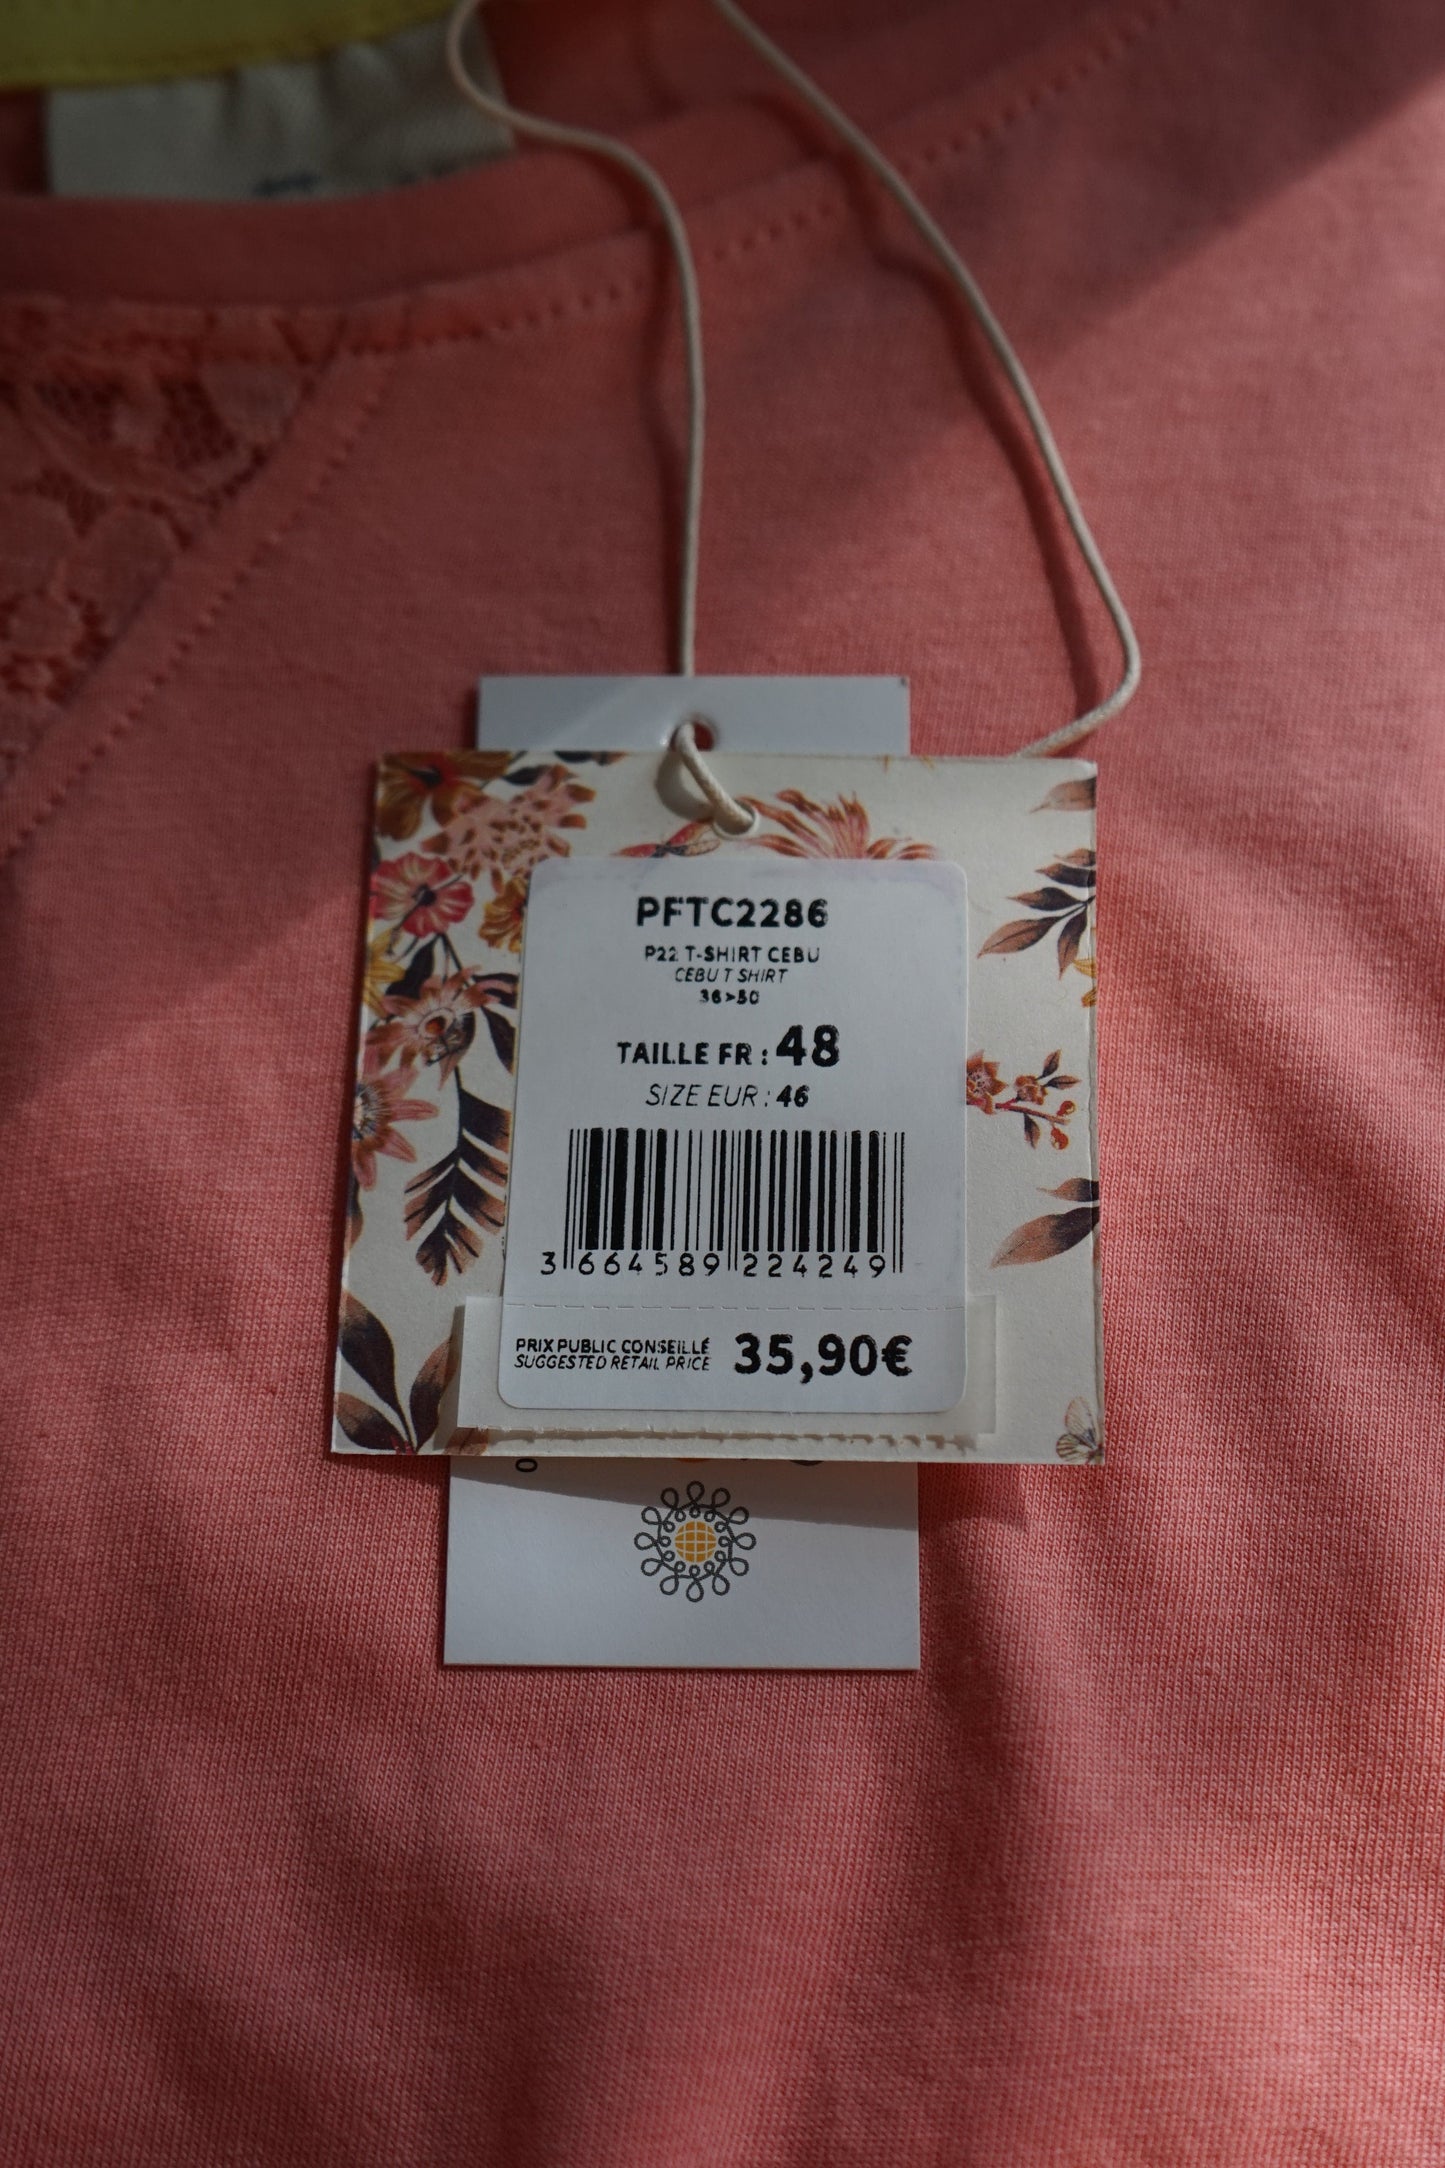 PFTC2286
P22 T-SHIRT CEBU
CEBU T SHIRT
36>50
TAILLE FR : 48
SIZE EUR : 46
3 664589 224249
PRIX PUBLIC CONSEILLÉ 35,90€
SUGGESTED RETAIL PRICE